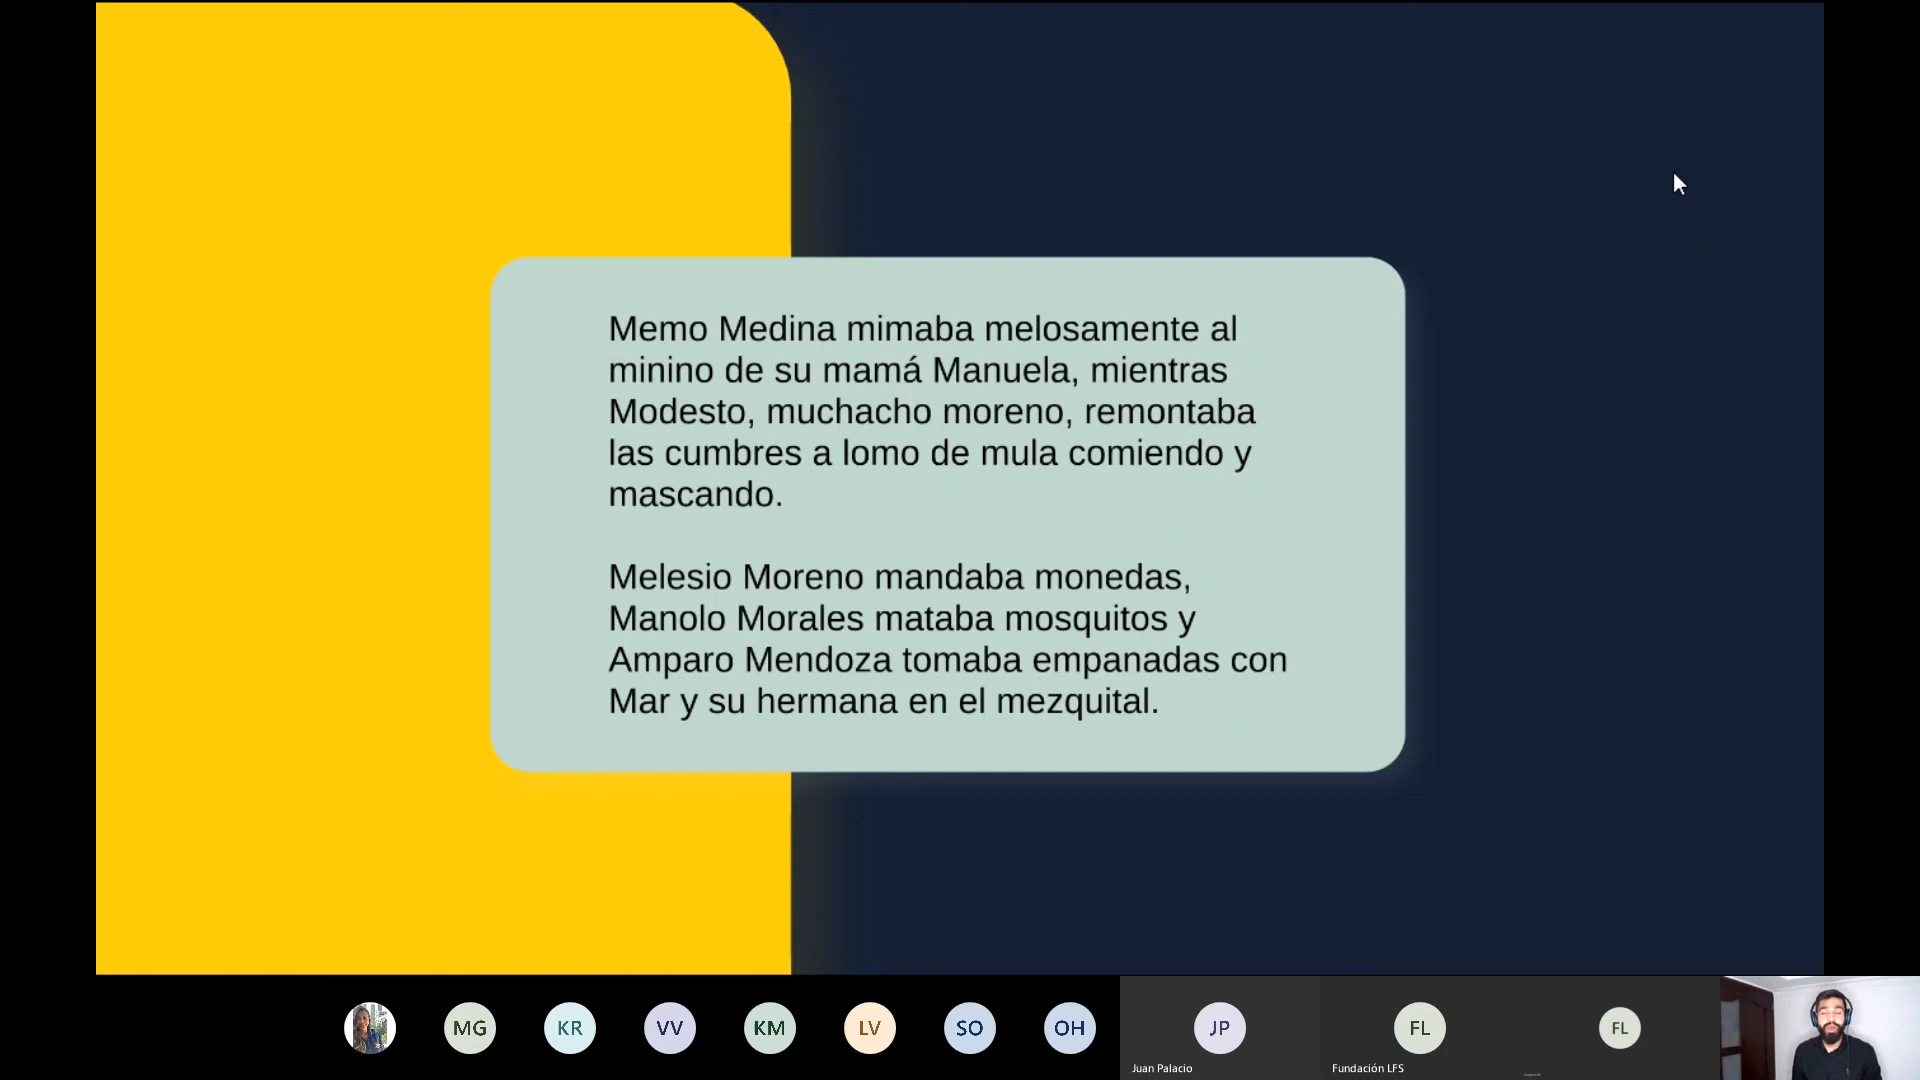 Memo Medina mimaba melosamente al
minino de su mamá Manuela, mientras
Modesto, muchacho moreno, remontaba
las cumbres a lomo de mula comiendo y
mascando.
Melesio Moreno mandaba monedas,
Manolo Morales mataba mosquitos y
Amparo Mendoza tomaba empanadas con
Mar y su hermana en el mezquital.
MG
KR
VV
KM
LV
SO
OH
JP
FL
FL
Juan Palacio
Fundación LFS